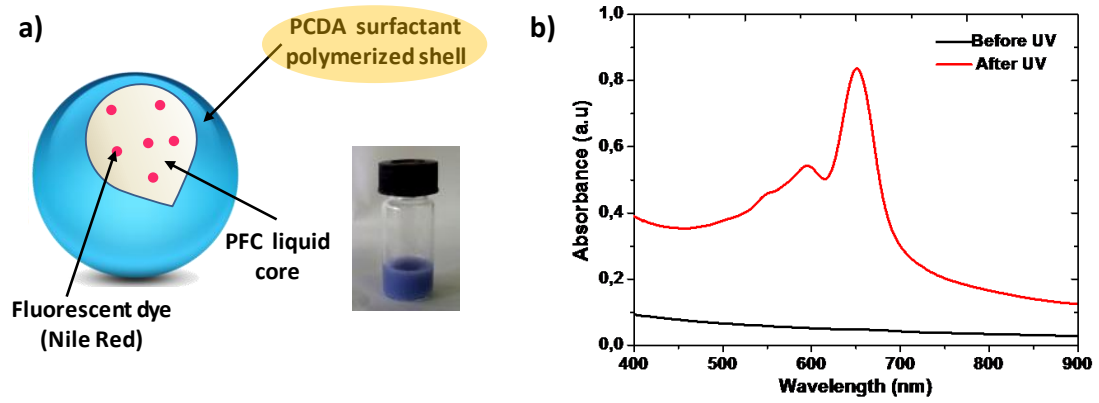 a)
PCDA surfactant
polymerized shell
PFC liquid
core
Fluorescent dye
(Nile Red)
b)
Before UV
After UV
Absorbance (a.u)
1,0
0,8
0,6
0,4
0,2
0,0
400 500 600 700 800 900
Wavelength (nm)